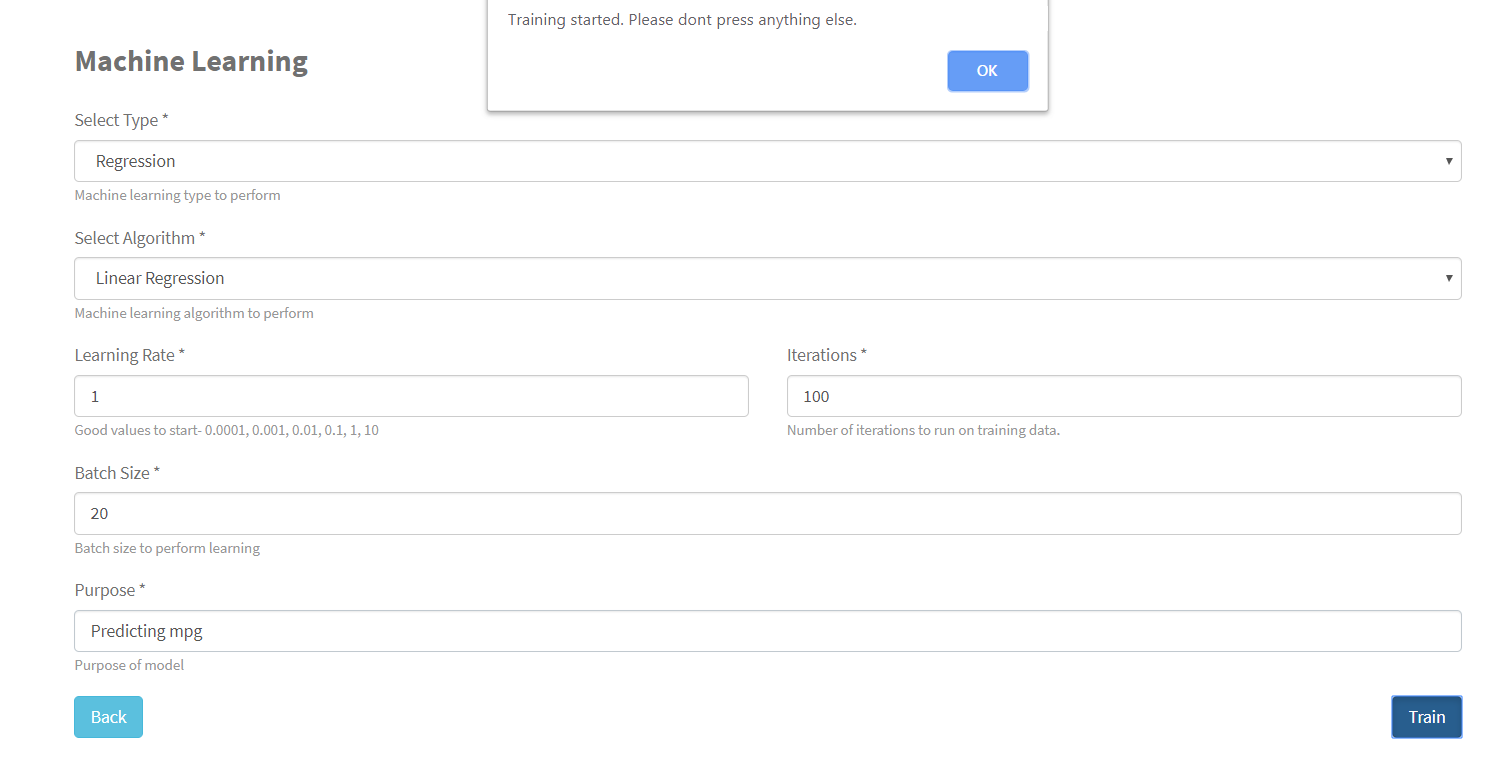 Training started. Please dont press anything else.
OK
Machine Learning
Select Type *
Regression
Machine learning type to perform
Select Algorithm *
Linear Regression
Machine learning algorithm to perform
Learning Rate *
1
Good values to start- 0.0001, 0.001, 0.01, 0.1, 1, 10
Iterations *
100
Number of iterations to run on training data.
Batch Size *
20
Batch size to perform learning
Purpose *
Predicting mpg
Purpose of model
Back
Train